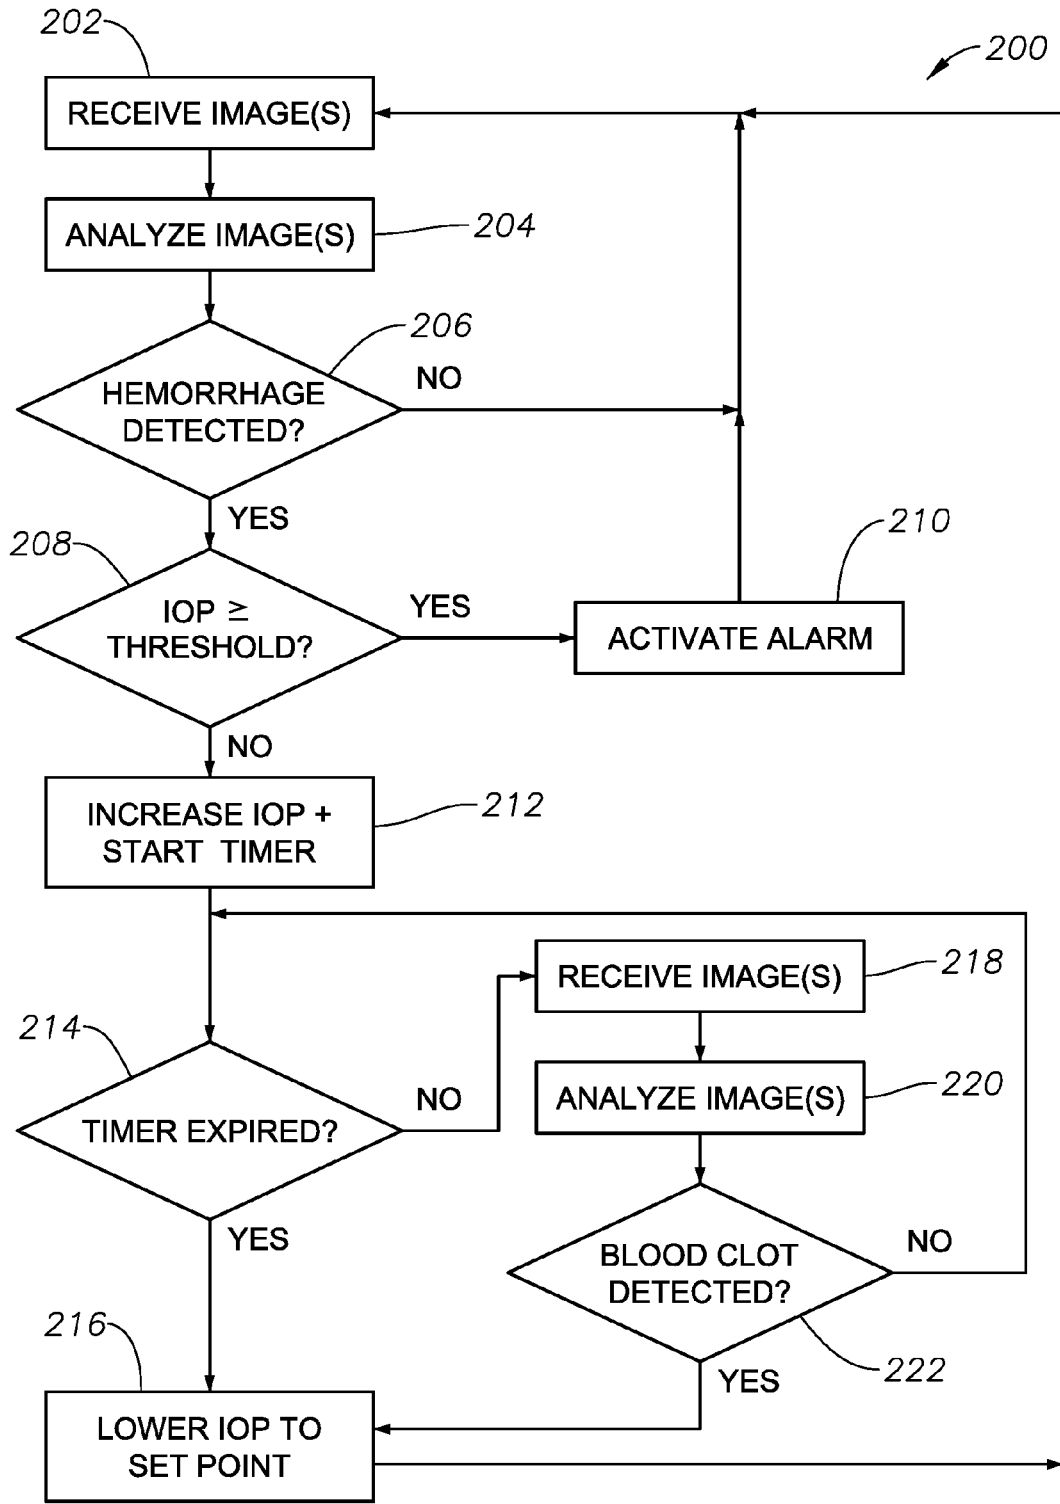 202
200
RECEIVE IMAGE(S)
ANALYZE IMAGE(S)
204
206
NO
HEMORRHAGE
DETECTED?
YES
208
210
IOP ≥
THRESHOLD?
YES
ACTIVATE ALARM
NO
INCREASE IOP +
START TIMER
212
RECEIVE IMAGE(S)
218
214
NO
ANALYZE IMAGE(S)
220
TIMER EXPIRED?
YES
BLOOD CLOT
DETECTED?
NO
216
222
YES
LOWER IOP TO
SET POINT